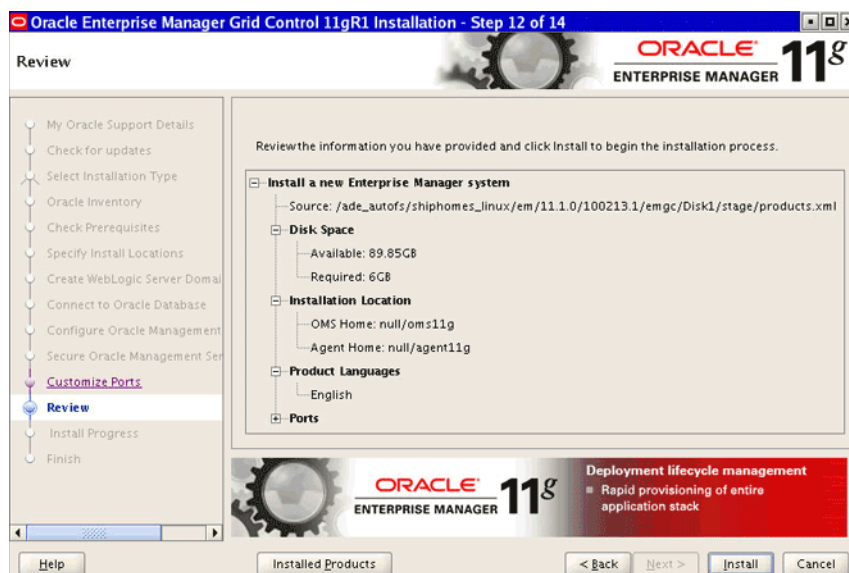 Oracle Enterprise Manager Grid Control 11gR1 Installation - Step 12 of 14
Review
ORACLE
ENTERPRISE MANAGER 11g
My Oracle Support Details
Check for updates
Select Installation Type
Oracle Inventory
Check Prerequisites
Specify Install Locations
Create WebLogic Server Domai
Connect to Oracle Database
Configure Oracle Management
Secure Oracle Management Ser
Customize Ports
Review
Install Progress
Finish
Review the information you have provided and click Install to begin the installation process.
Install a new Enterprise Manager system
Source: /ade_autofs/shiphomes_linux/em/11.1.0/100213.1/emgc/Disk1/stage/products.xml
Disk Space
Available: 89.85GB
Required: 6GB
Installation Location
OMS Home: null/oms11g
Agent Home: null/agent11g
Product Languages
English
Ports
ORACLE
ENTERPRISE MANAGER 11g
Deployment lifecycle management
Rapid provisioning of entire
application stack
Help
Installed Products
< Back
Next >
Install
Cancel